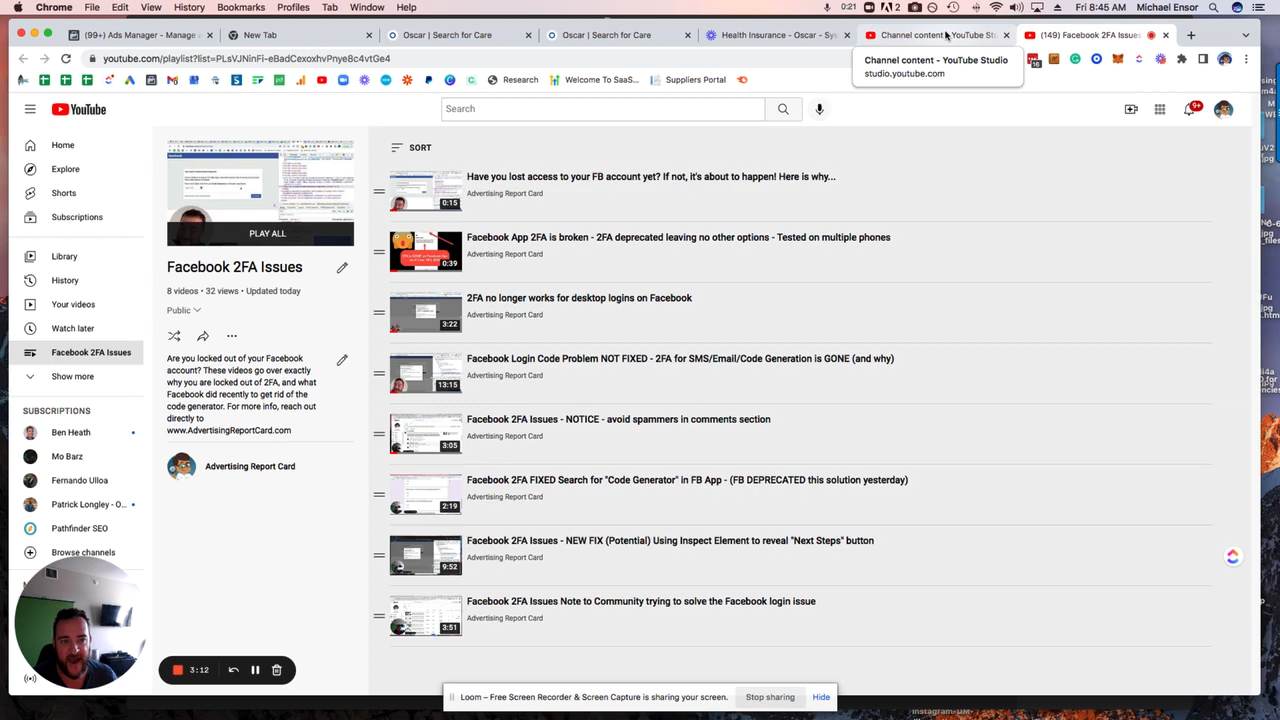 Chrome File Edit View History Bookmarks Profiles Tab Window Help
0:21 2 Fri 8:45 AM Michael Ensor
(99+) Ads Manager - Manage
New Tab
Oscar | Search for Care
Oscar | Search for Care
Health Insurance - Oscar - Sys
Channel content - YouTube Stu
(149) Facebook 2FA Issues
youtube.com/playlist?list=PLsVJNinFi-eBadCexoxhvPnye8c4vtGe4
Channel content - YouTube Studio
studio.youtube.com
Research
Welcome To SaaS...
Suppliers Portal
YouTube
Search
9+
Home
Explore
Shorts
Subscriptions
Library
History
Your videos
Watch later
Facebook 2FA Issues
Show more
SUBSCRIPTIONS
Ben Heath
Mo Barz
Fernando Ulloa
Patrick Longley - O...
Pathfinder SEO
Browse channels
PLAY ALL
Facebook 2FA Issues
8 videos • 32 views • Updated today
Public
Are you locked out of your Facebook
account? These videos go over exactly
why you are locked out of 2FA, and what
Facebook did recently to get rid of the
code generator. For more info, reach out
directly to
www.AdvertisingReportCard.com
Advertising Report Card
SORT
Have you lost access to your FB account yet? If not, it's about to happen! Here is why...
Advertising Report Card
0:15
Facebook App 2FA is broken - 2FA deprecated leaving no other options - Tested on multiple phones
Advertising Report Card
0:39
2FA no longer works for desktop logins on Facebook
Advertising Report Card
3:22
Facebook Login Code Problem NOT FIXED - 2FA for SMS/Email/Code Generation is GONE (and why)
Advertising Report Card
13:15
Facebook 2FA Issues - NOTICE - avoid spammers in comments section
Advertising Report Card
3:05
Facebook 2FA FIXED Search for "Code Generator" in FB App - (FB DEPRECATED this solution yesterday)
Advertising Report Card
2:19
Facebook 2FA Issues - NEW FIX (Potential) Using Inspect Element to reveal "Next Steps" button
Advertising Report Card
9:52
Facebook 2FA Issues Note to Community trying to solve the Facebook login issue
Advertising Report Card
3:51
3:12
Loom – Free Screen Recorder & Screen Capture is sharing your screen.
Stop sharing
Hide